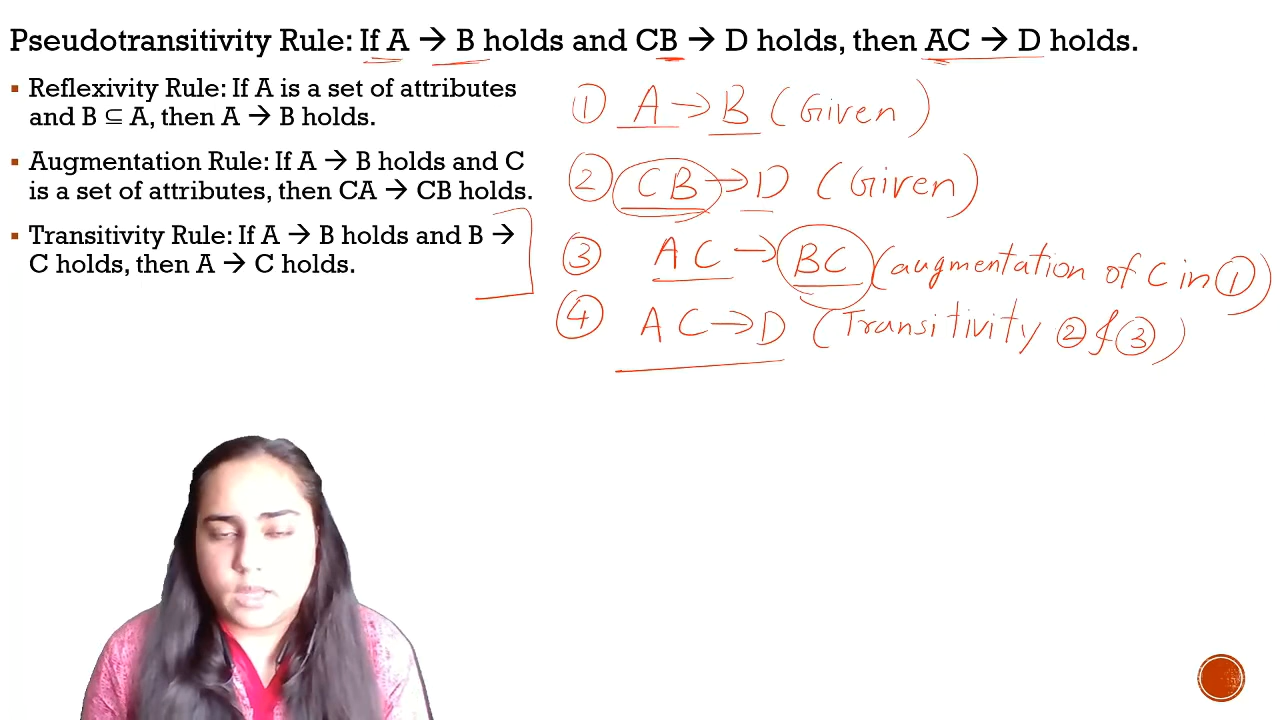 Pseudotransitivity Rule: If A → B holds and CB → D holds, then AC → D holds.
▪ Reflexivity Rule: If A is a set of attributes
and B ⊆ A, then A → B holds.
▪ Augmentation Rule: If A → B holds and C
is a set of attributes, then CA → CB holds.
▪ Transitivity Rule: If A → B holds and B →
C holds, then A → C holds.
① A → B (Given)
② CB → D (Given)
③ AC → BC (augmentation of C in ①)
④ AC → D (Transitivity ② & ③)